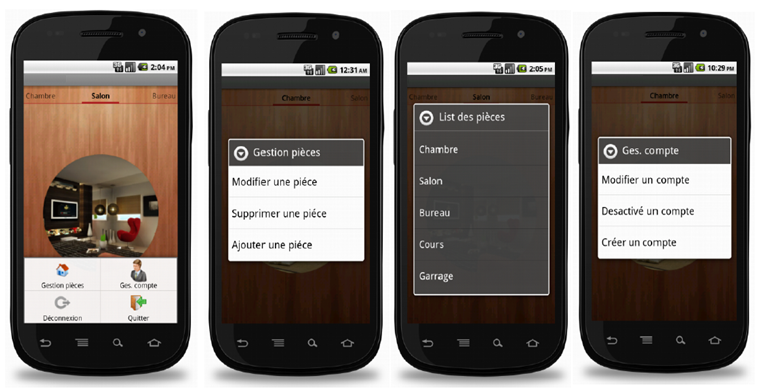 2:04 PM
Chambre Salon Bureau
Gestion pièces Ges. compte
Déconnexion Quitter
12:31 AM
Chambre Salon
Gestion pièces
Modifier une piéce
Supprimer une piéce
Ajouter une piéce
2:05 PM
Chambre Salon Bureau
List des pièces
Chambre
Salon
Bureau
Cours
Garrage
10:29 PM
Chambre Salon
Ges. compte
Modifier un compte
Desactivé un compte
Créer un compte